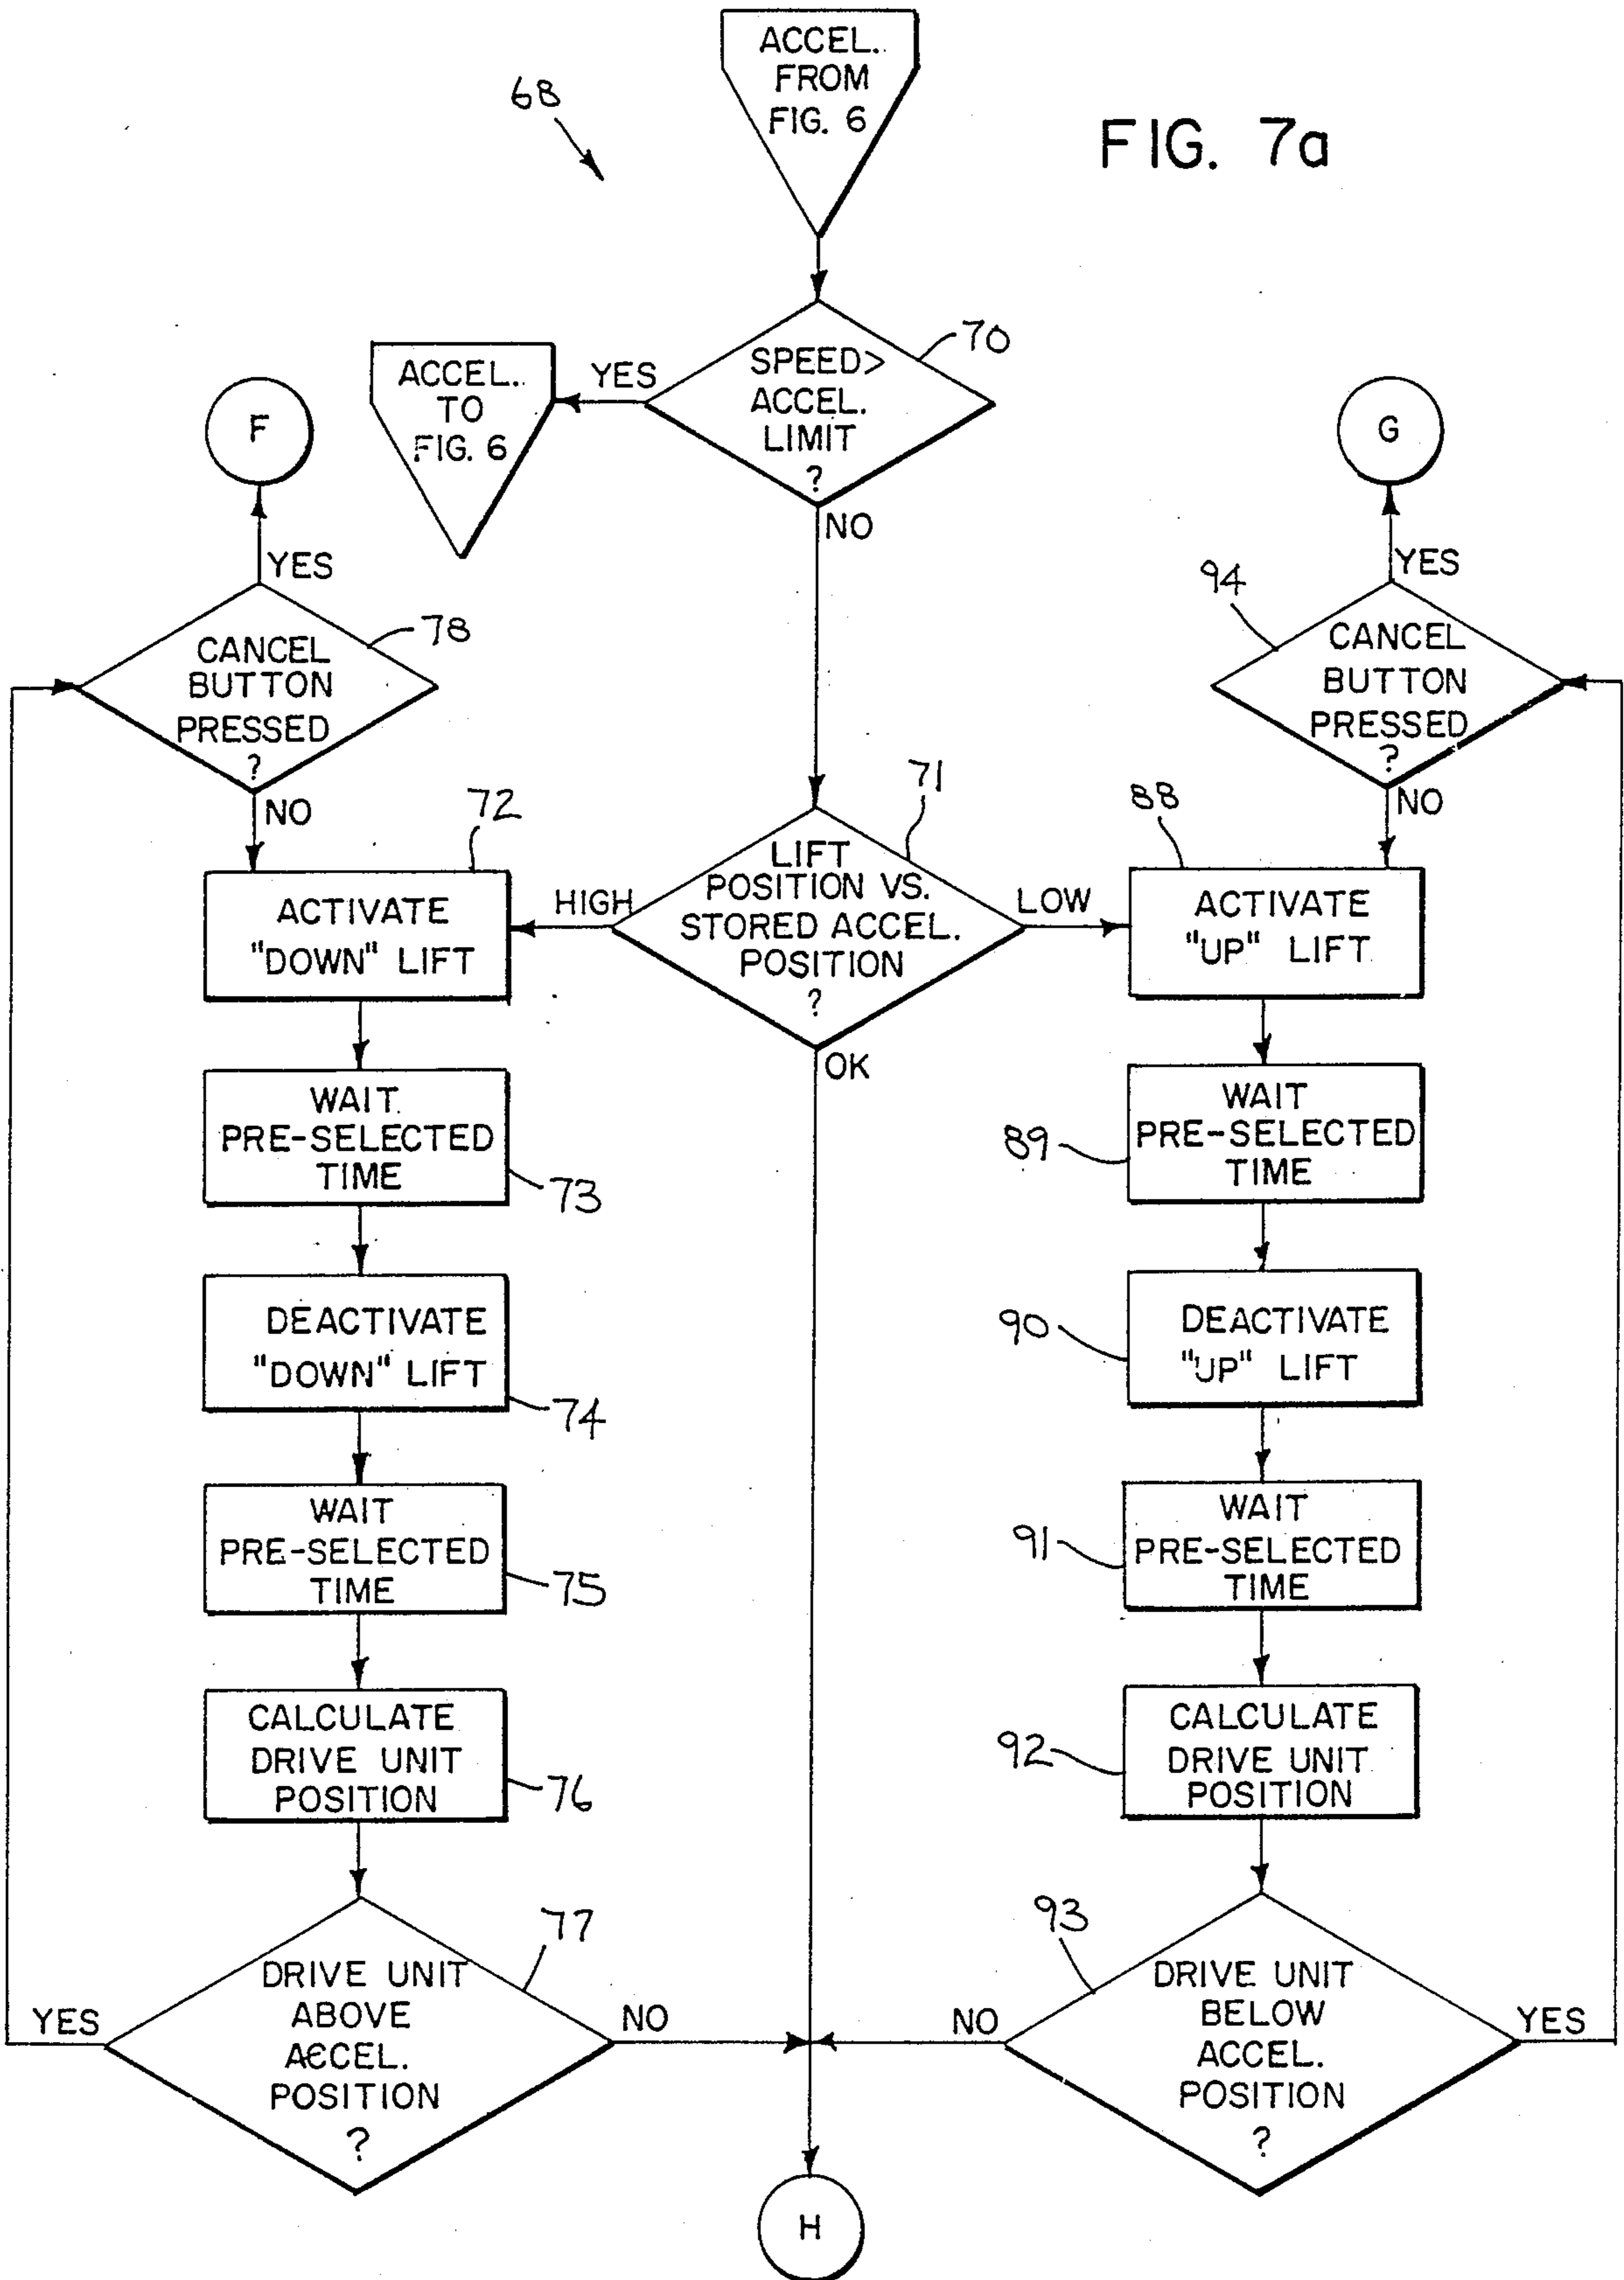 ACCEL.
FROM
FIG. 6
68
FIG. 7a
70
SPEED>
ACCEL.
LIMIT
?
YES
NO
ACCEL.
TO
FIG. 6
F
YES
78
CANCEL
BUTTON
PRESSED
?
NO
G
YES
94
CANCEL
BUTTON
PRESSED
?
NO
71
LIFT
POSITION VS.
STORED ACCEL.
POSITION
?
HIGH
LOW
OK
72
ACTIVATE
"DOWN" LIFT
WAIT
PRE-SELECTED
TIME
73
DEACTIVATE
"DOWN" LIFT
74
WAIT
PRE-SELECTED
TIME
75
CALCULATE
DRIVE UNIT
POSITION
76
77
DRIVE UNIT
ABOVE
ACCEL.
POSITION
?
YES
NO
88
ACTIVATE
"UP" LIFT
89
WAIT
PRE-SELECTED
TIME
90
DEACTIVATE
"UP" LIFT
91
WAIT
PRE-SELECTED
TIME
92
CALCULATE
DRIVE UNIT
POSITION
93
DRIVE UNIT
BELOW
ACCEL.
POSITION
?
NO
YES
H